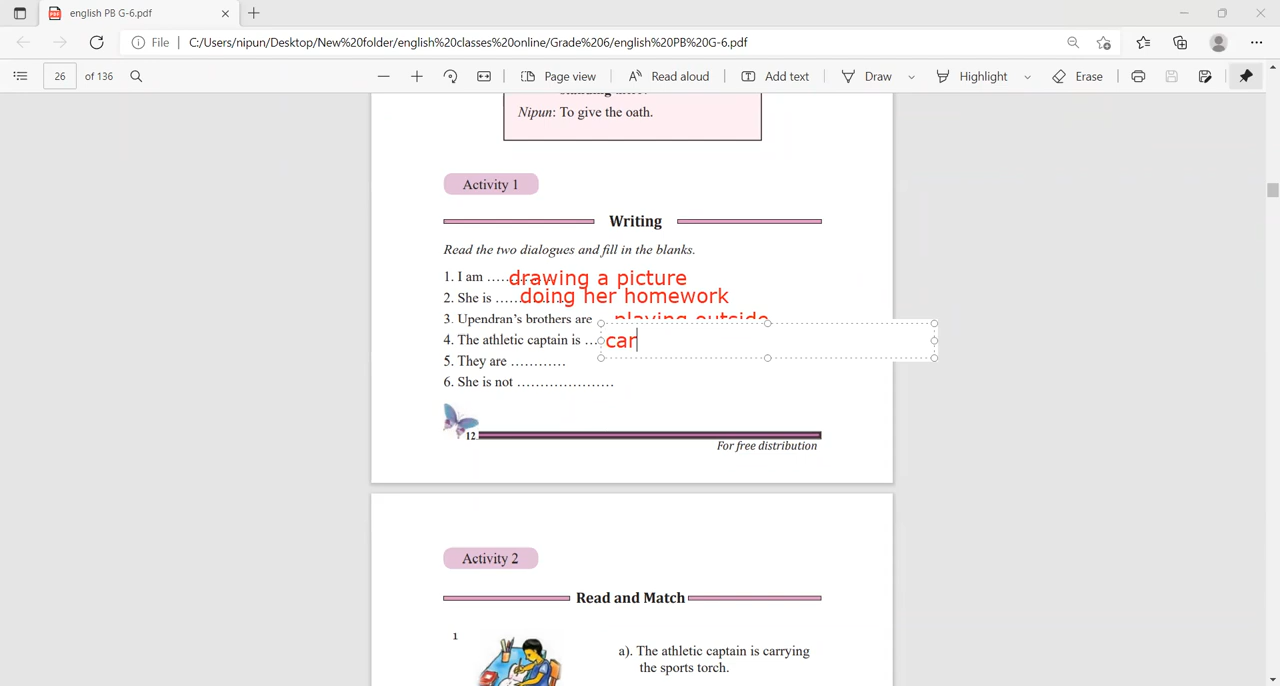 english PB G-6.pdf
File
C:/Users/nipun/Desktop/New%20folder/english%20classes%20online/Grade%206/english%20PB%20G-6.pdf
26 of 136
Page view
Read aloud
Add text
Draw
Highlight
Erase
Nipun: To give the oath.
Activity 1
Writing
Read the two dialogues and fill in the blanks.
1. I am .... drawing a picture
2. She is ..... doing her homework
3. Upendran's brothers are playing outside
4. The athletic captain is ... car
5. They are ............
6. She is not .....................
12
For free distribution
Activity 2
Read and Match
1
a). The athletic captain is carrying
the sports torch.